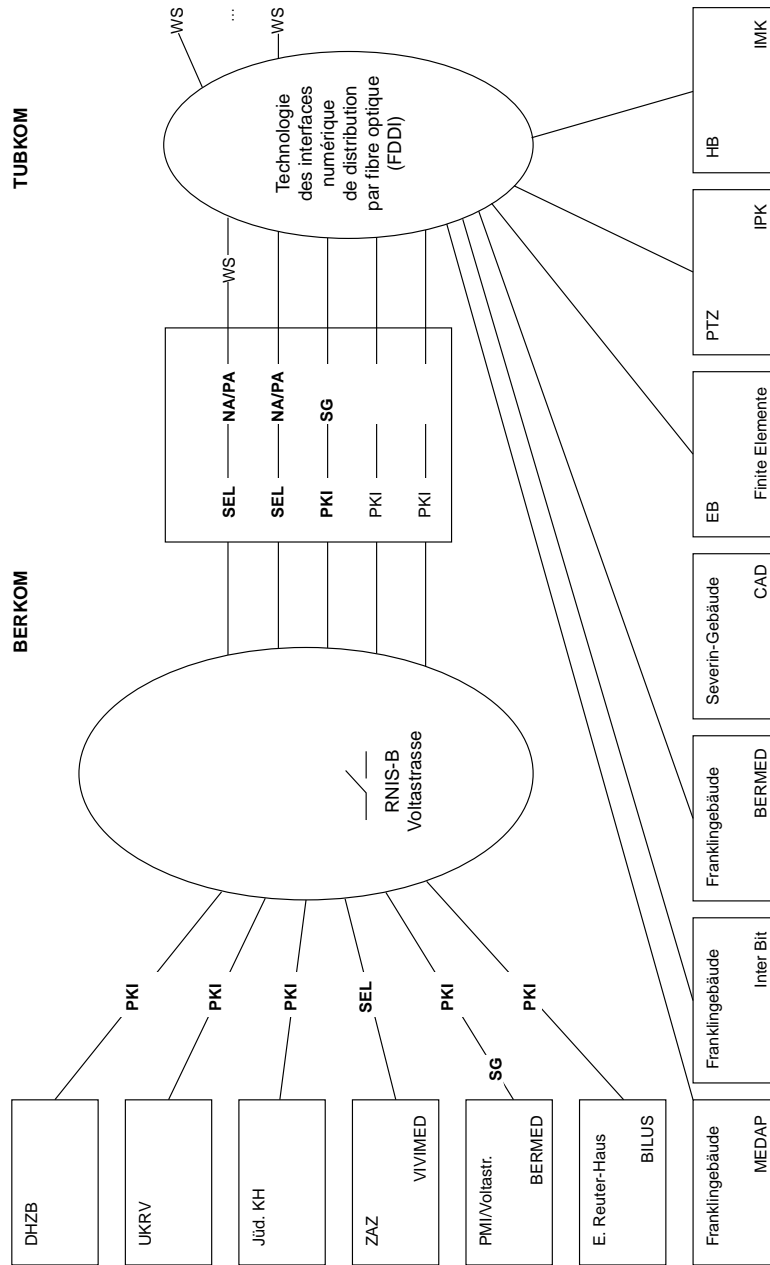 BERKOM
TUBKOM
DHZB
PKI
UKRV
PKI
Jüd. KH
PKI
ZAZ
VIVIMED
SEL
PMI/Voltastr.
BERMED
SG
PKI
E. Reuter-Haus
BILUS
PKI
RNIS-B
Voltastrasse
SEL
NA/PA
WS
SEL
NA/PA
PKI
SG
PKI
PKI
Technologie
des interfaces
numérique
de distribution
par fibre optique
(FDDI)
WS
...
WS
Franklingebäude
MEDAP
Franklingebäude
Inter Bit
Franklingebäude
BERMED
Severin-Gebäude
CAD
EB
Finite Elemente
PTZ
IPK
HB
IMK